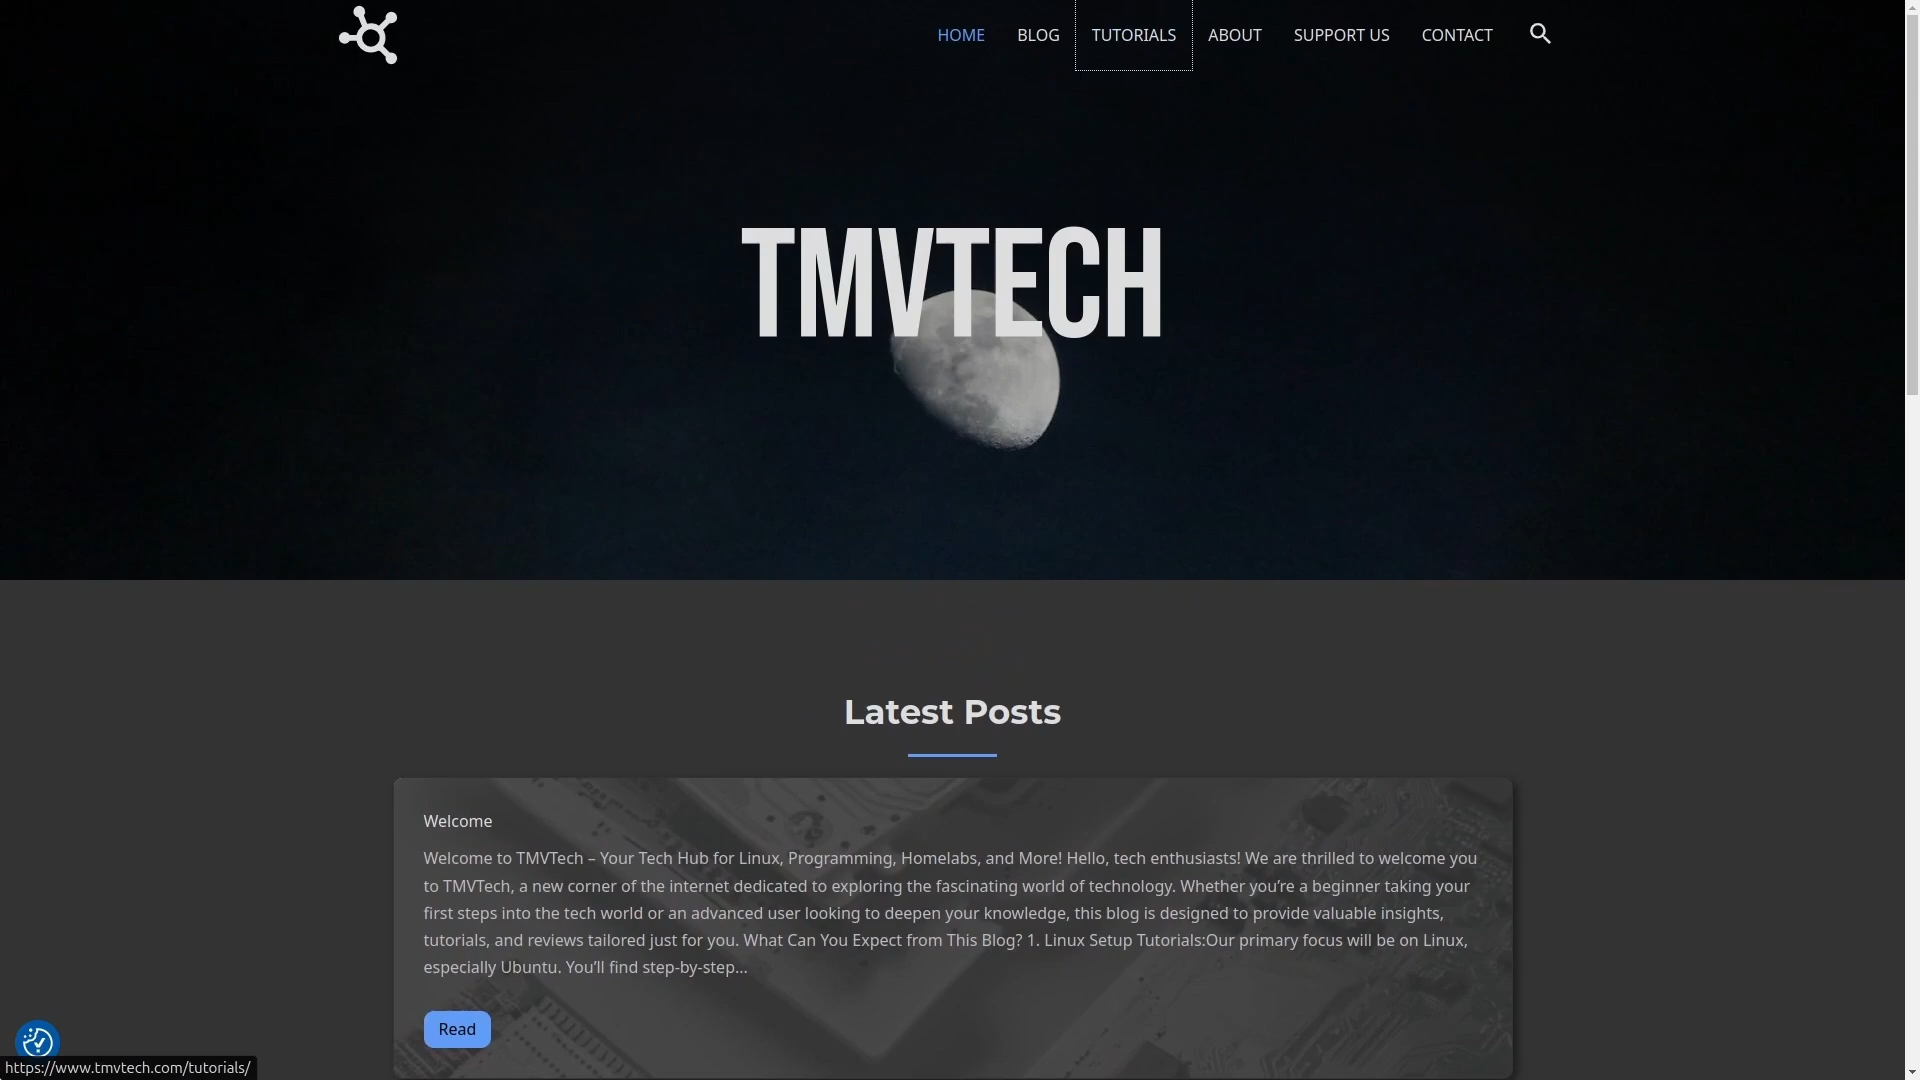 HOME BLOG TUTORIALS ABOUT SUPPORT US CONTACT
TMVTECH
Latest Posts
Welcome
Welcome to TMVTech – Your Tech Hub for Linux, Programming, Homelabs, and More! Hello, tech enthusiasts! We are thrilled to welcome you
to TMVTech, a new corner of the internet dedicated to exploring the fascinating world of technology. Whether you’re a beginner taking your
first steps into the tech world or an advanced user looking to deepen your knowledge, this blog is designed to provide valuable insights,
tutorials, and reviews tailored just for you. What Can You Expect from This Blog? 1. Linux Setup Tutorials:Our primary focus will be on Linux,
especially Ubuntu. You’ll find step-by-step...
Read
https://www.tmvtech.com/tutorials/